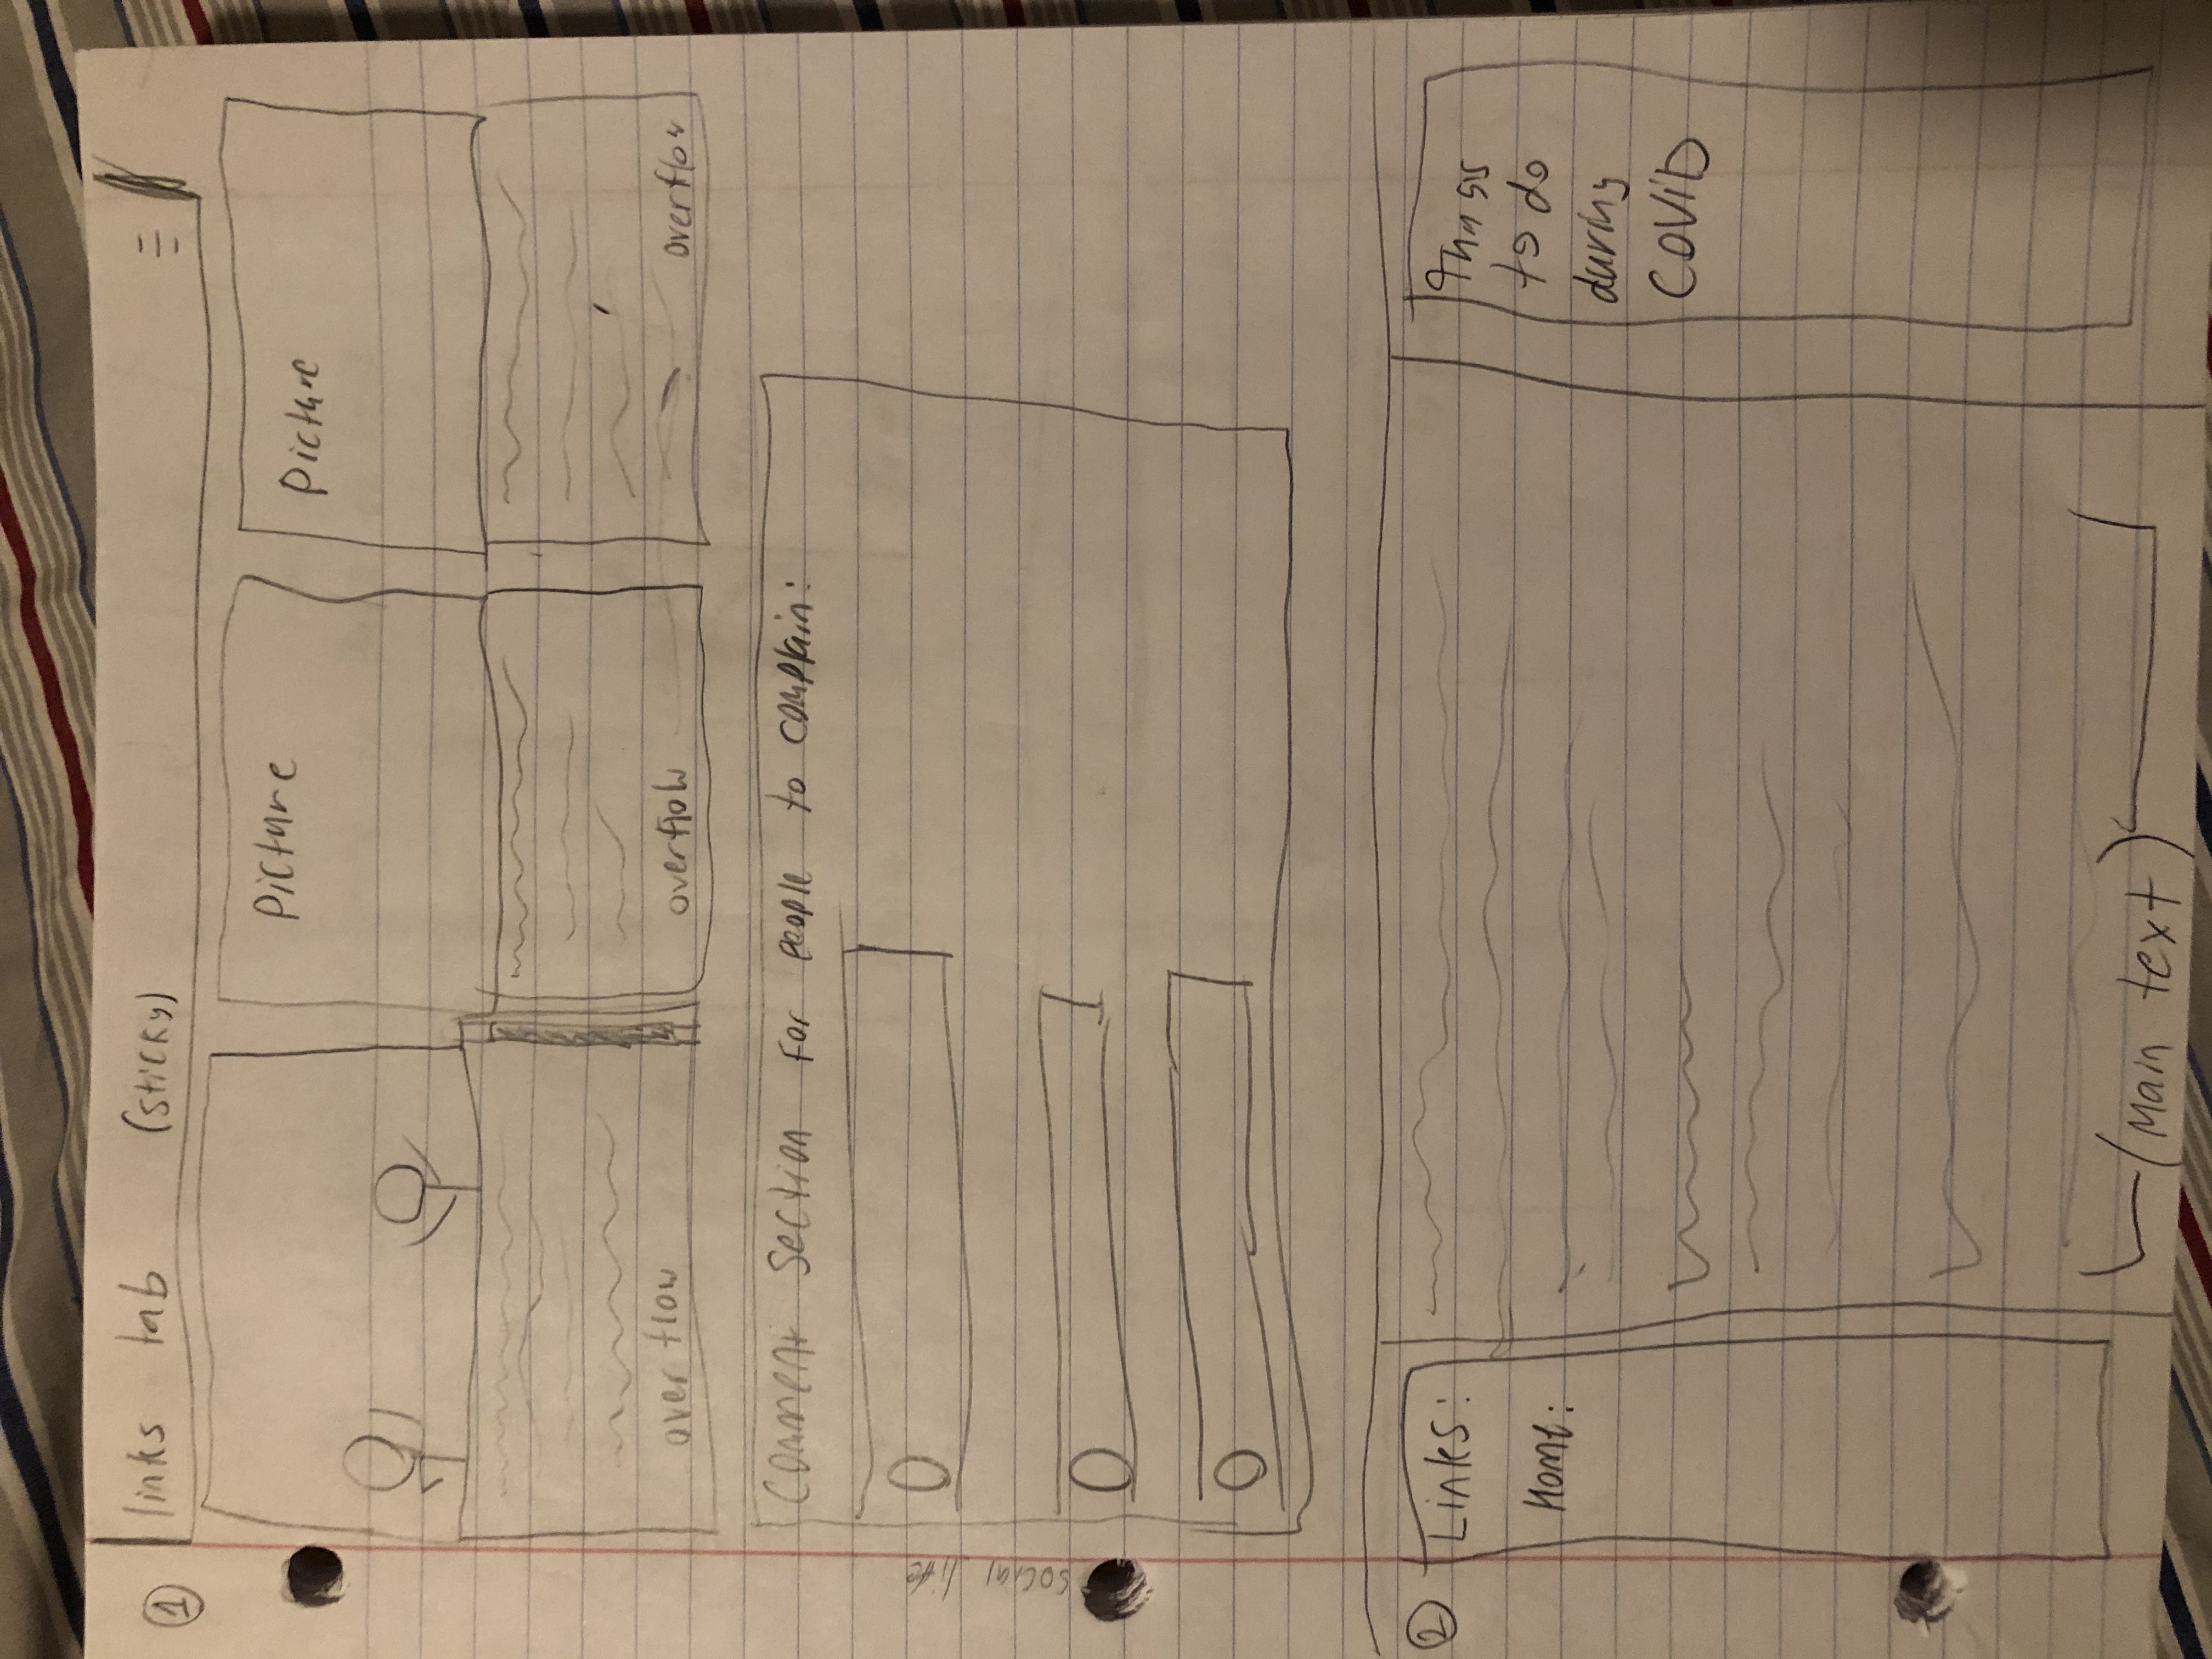 1
links tab (sticky)
Picture
Picture
over flow
overflow
overflow
Comment Section For people to complain:
social life
2
Links:
Home:
Things
to do
during
COVID
(Main text)